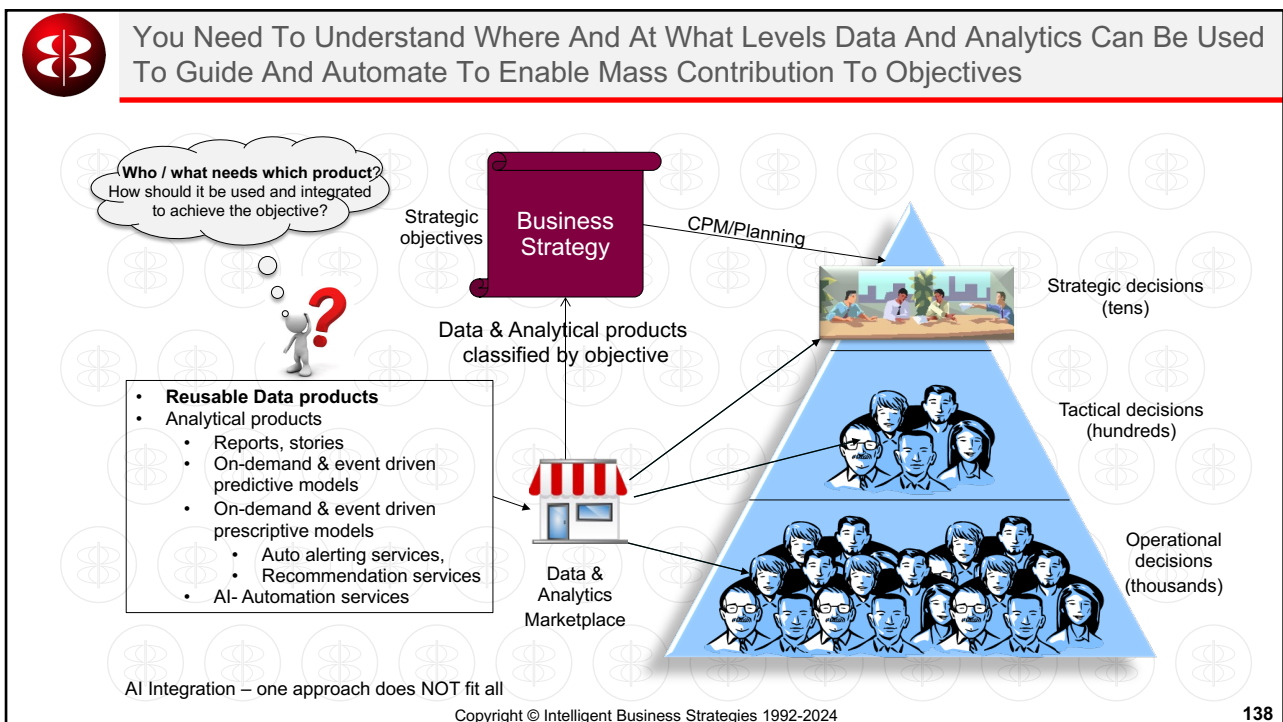 You Need To Understand Where And At What Levels Data And Analytics Can Be Used
To Guide And Automate To Enable Mass Contribution To Objectives
Who / what needs which product?
How should it be used and integrated
to achieve the objective?
Strategic
objectives
Business
Strategy
CPM/Planning
Strategic decisions
(tens)
Data & Analytical products
classified by objective
• Reusable Data products
• Analytical products
• Reports, stories
• On-demand & event driven
predictive models
• On-demand & event driven
prescriptive models
• Auto alerting services,
• Recommendation services
• AI- Automation services
Data &
Analytics
Marketplace
Tactical decisions
(hundreds)
Operational
decisions
(thousands)
AI Integration – one approach does NOT fit all
Copyright © Intelligent Business Strategies 1992-2024
138